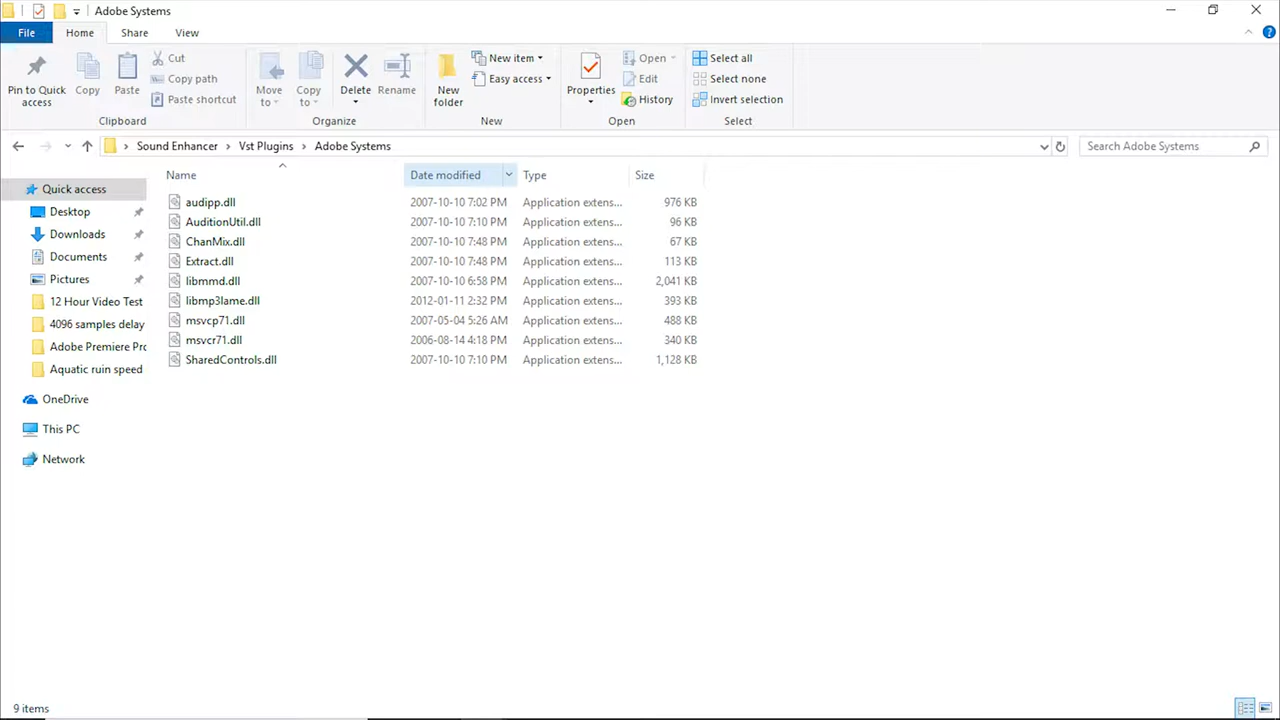 Adobe Systems
File Home Share View
Pin to Quick access
Copy
Paste
Cut
Copy path
Paste shortcut
Clipboard
Move to
Copy to
Delete
Rename
Organize
New folder
New item
Easy access
New
Properties
Open
Edit
History
Open
Select all
Select none
Invert selection
Select
Sound Enhancer Vst Plugins Adobe Systems
Search Adobe Systems
Name Date modified Type Size
Quick access
Desktop
Downloads
Documents
Pictures
12 Hour Video Test
4096 samples delay
Adobe Premiere Prc
Aquatic ruin speed
OneDrive
This PC
Network
audipp.dll 2007-10-10 7:02 PM Application extens... 976 KB
AuditionUtil.dll 2007-10-10 7:10 PM Application extens... 96 KB
ChanMix.dll 2007-10-10 7:48 PM Application extens... 67 KB
Extract.dll 2007-10-10 7:48 PM Application extens... 113 KB
libmmd.dll 2007-10-10 6:58 PM Application extens... 2,041 KB
libmp3lame.dll 2012-01-11 2:32 PM Application extens... 393 KB
msvcp71.dll 2007-05-04 5:26 AM Application extens... 488 KB
msvcr71.dll 2006-08-14 4:18 PM Application extens... 340 KB
SharedControls.dll 2007-10-10 7:10 PM Application extens... 1,128 KB
9 items